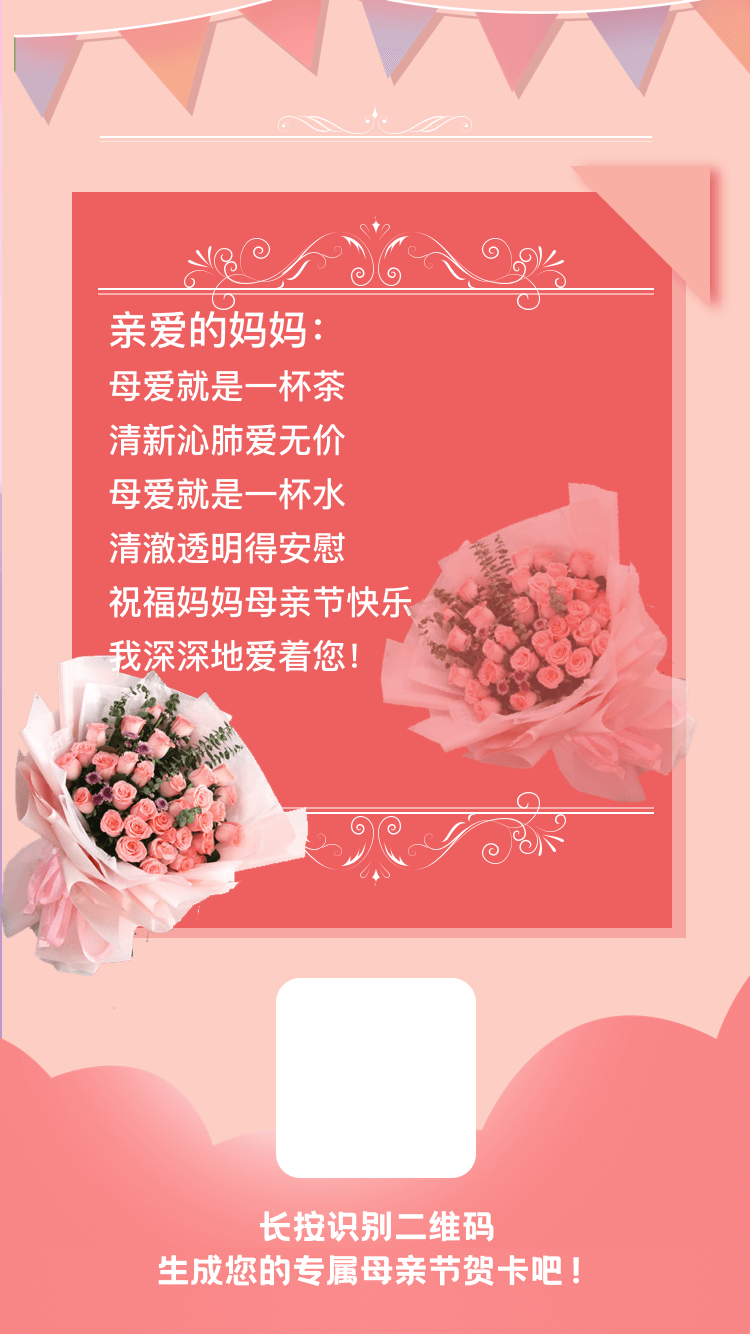 亲爱的妈妈：
母爱就是一杯茶
清新沁肺爱无价
母爱就是一杯水
清澈透明得安慰
祝福妈妈母亲节快乐
我深深地爱着您！
长按识别二维码
生成您的专属母亲节贺卡吧！